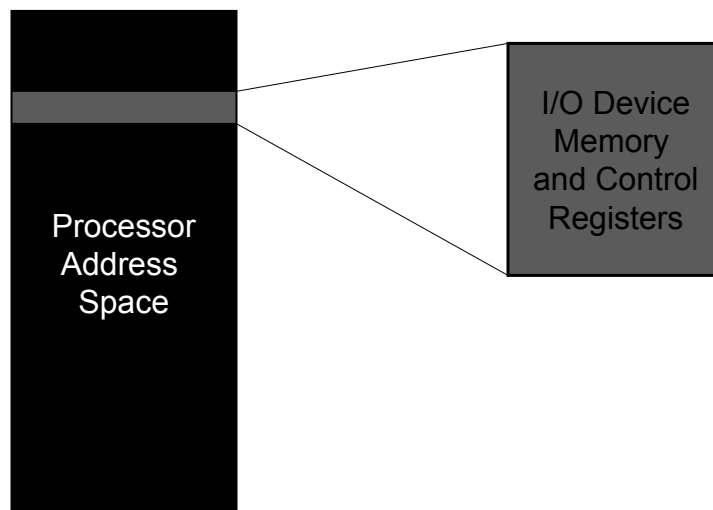 Processor
Address
Space
I/O Device
Memory
and Control
Registers